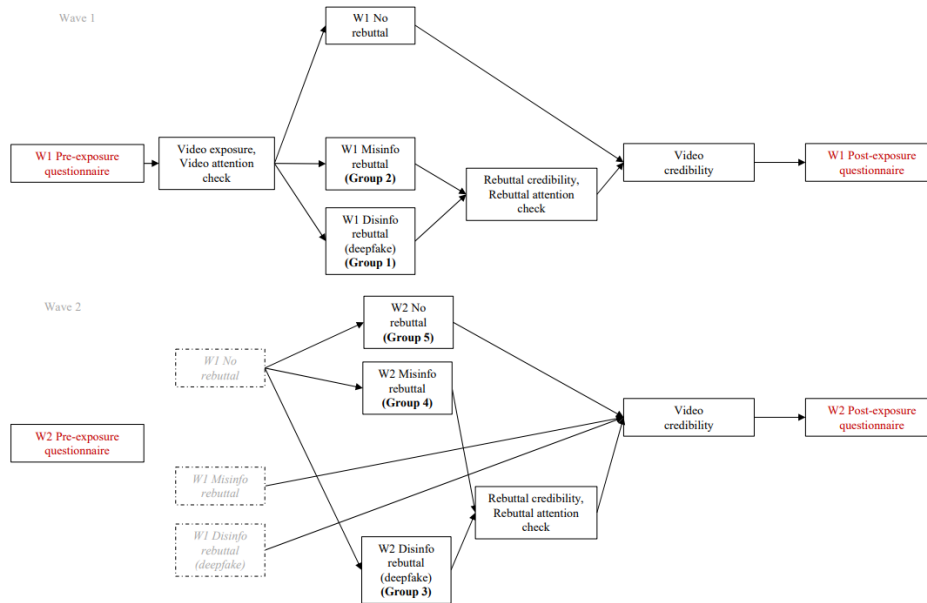 Wave 1
W1 No
rebuttal
W1 Pre-exposure
questionnaire
Video exposure,
Video attention
check
W1 Misinfo
rebuttal
(Group 2)
W1 Disinfo
rebuttal
(deepfake)
(Group 1)
Rebuttal credibility,
Rebuttal attention
check
Video
credibility
W1 Post-exposure
questionnaire
Wave 2
W1 No
rebuttal
W2 Pre-exposure
questionnaire
W1 Misinfo
rebuttal
W1 Disinfo
rebuttal
(deepfake)
W2 No
rebuttal
(Group 5)
W2 Misinfo
rebuttal
(Group 4)
W2 Disinfo
rebuttal
(deepfake)
(Group 3)
Rebuttal credibility,
Rebuttal attention
check
Video
credibility
W2 Post-exposure
questionnaire